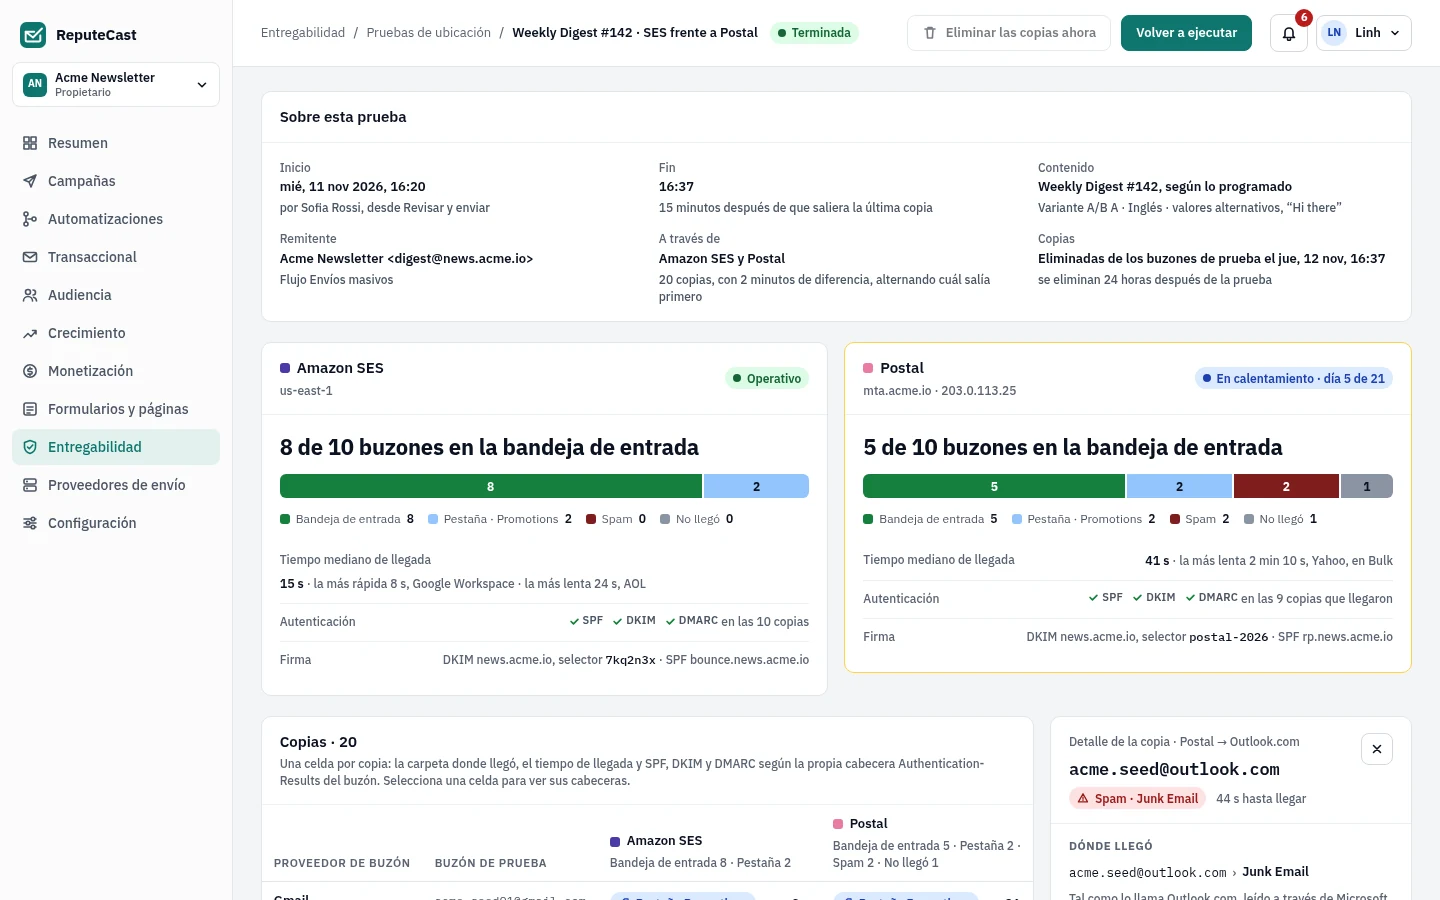 ReputeCast
AN
Acme Newsletter
Propietario
Resumen
Campañas
Automatizaciones
Transaccional
Audiencia
Crecimiento
Monetización
Formularios y páginas
Entregabilidad
Proveedores de envío
Configuración
Entregabilidad / Pruebas de ubicación / Weekly Digest #142 · SES frente a Postal
Terminada
Eliminar las copias ahora
Volver a ejecutar
6
LN
Linh
Sobre esta prueba
Inicio
mié, 11 nov 2026, 16:20
por Sofia Rossi, desde Revisar y enviar
Fin
16:37
15 minutos después de que saliera la última copia
Contenido
Weekly Digest #142, según lo programado
Variante A/B A · Inglés · valores alternativos, “Hi there”
Remitente
Acme Newsletter <digest@news.acme.io>
Flujo Envíos masivos
A través de
Amazon SES y Postal
20 copias, con 2 minutos de diferencia, alternando cuál salía
primero
Copias
Eliminadas de los buzones de prueba el jue, 12 nov, 16:37
se eliminan 24 horas después de la prueba
Amazon SES
us-east-1
Operativo
8 de 10 buzones en la bandeja de entrada
8
2
Bandeja de entrada 8
Pestaña · Promotions 2
Spam 0
No llegó 0
Tiempo mediano de llegada
15 s · la más rápida 8 s, Google Workspace · la más lenta 24 s, AOL
Autenticación
SPF DKIM DMARC en las 10 copias
Firma
DKIM news.acme.io, selector 7kq2n3x · SPF bounce.news.acme.io
Postal
mta.acme.io · 203.0.113.25
En calentamiento · día 5 de 21
5 de 10 buzones en la bandeja de entrada
5
2
2
1
Bandeja de entrada 5
Pestaña · Promotions 2
Spam 2
No llegó 1
Tiempo mediano de llegada
41 s · la más lenta 2 min 10 s, Yahoo, en Bulk
Autenticación
SPF DKIM DMARC en las 9 copias que llegaron
Firma
DKIM news.acme.io, selector postal-2026 · SPF rp.news.acme.io
Copias · 20
Una celda por copia: la carpeta donde llegó, el tiempo de llegada y SPF, DKIM y DMARC según la propia cabecera Authentication-
Results del buzón. Selecciona una celda para ver sus cabeceras.
PROVEEDOR DE BUZÓN
BUZÓN DE PRUEBA
Amazon SES
Bandeja de entrada 8 · Pestaña 2
Postal
Bandeja de entrada 5 · Pestaña 2 ·
Spam 2 · No llegó 1
Gmail
Detalle de la copia · Postal → Outlook.com
acme.seed@outlook.com
Spam · Junk Email
44 s hasta llegar
DÓNDE LLEGÓ
acme.seed@outlook.com › Junk Email
Tal como lo llama Outlook.com, leído a través de Microsoft